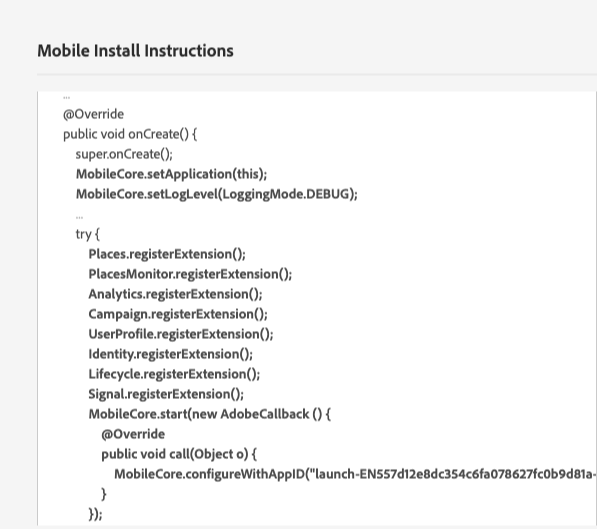 Mobile Install Instructions
...
@Override
public void onCreate() {
super.onCreate();
MobileCore.setApplication(this);
MobileCore.setLogLevel(LoggingMode.DEBUG);
...
try {
Places.registerExtension();
PlacesMonitor.registerExtension();
Analytics.registerExtension();
Campaign.registerExtension();
UserProfile.registerExtension();
Identity.registerExtension();
Lifecycle.registerExtension();
Signal.registerExtension();
MobileCore.start(new AdobeCallback () {
@Override
public void call(Object o) {
MobileCore.configureWithAppID("launch-EN557d12e8dc354c6fa078627fc0b9d81a-
}
});